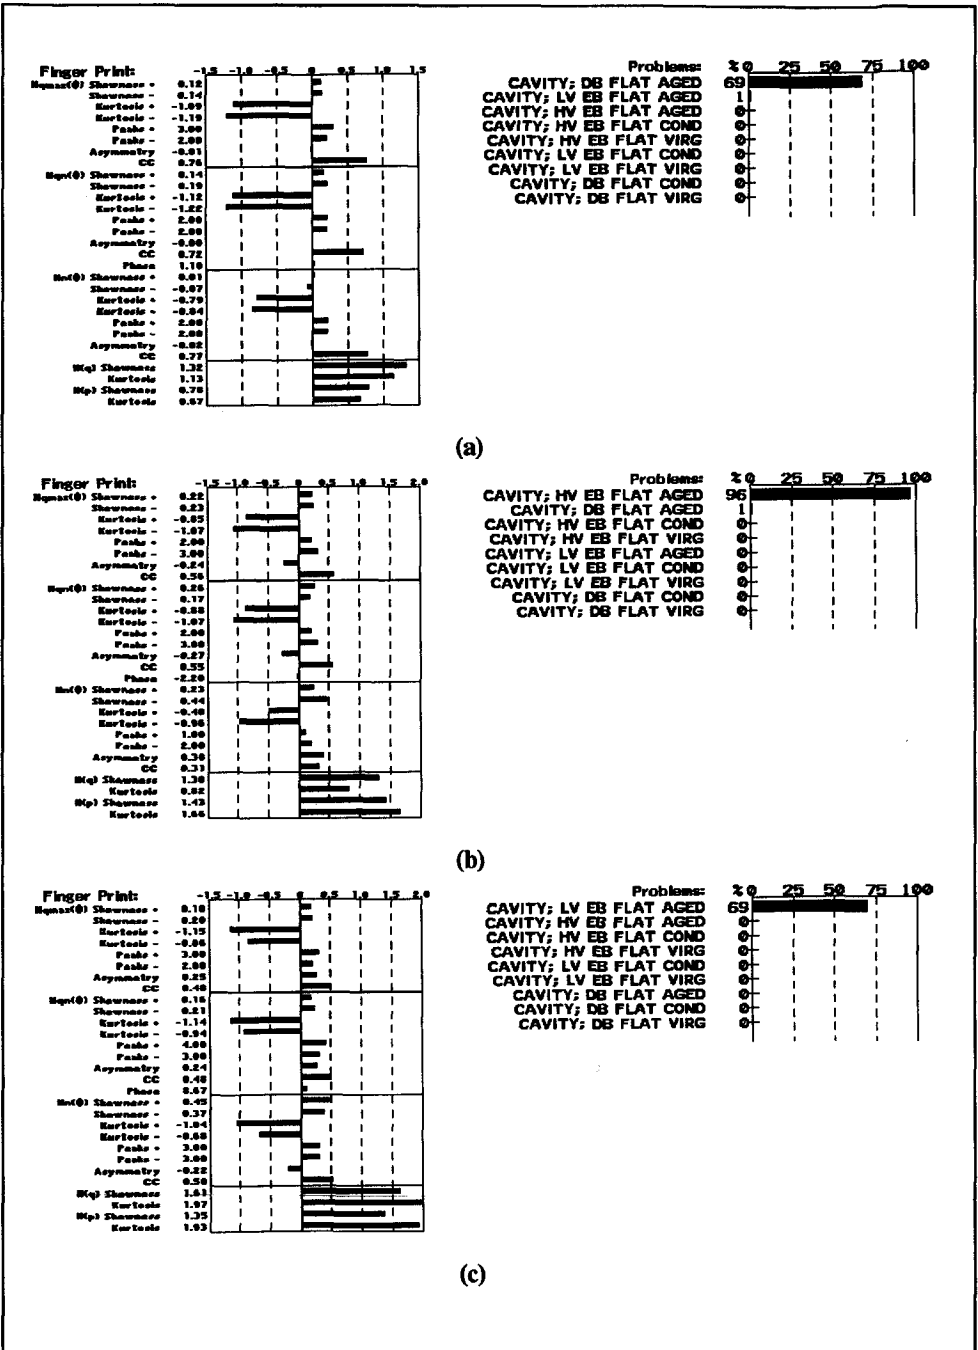 Finger Print:
-1.5 -1.0 -0.5 0 0.5 1.0 1.5
Hqmax(Φ) Skewness + 0.12
Skewness - 0.14
Kurtosis + -1.09
Kurtosis - -1.19
Peaks + 3.00
Peaks - 2.00
Asymmetry -0.01
CC 0.76
Hqn(Φ) Skewness + 0.14
Skewness - 0.19
Kurtosis + -1.12
Kurtosis - -1.22
Peaks + 2.00
Peaks - 2.00
Asymmetry -0.00
CC 0.72
Phase 1.10
Hn(Φ) Skewness + 0.01
Skewness - -0.07
Kurtosis + -0.79
Kurtosis - -0.84
Peaks + 2.00
Peaks - 2.00
Asymmetry -0.02
CC 0.77
H(q) Skewness 1.32
Kurtosis 1.13
H(p) Skewness 0.78
Kurtosis 0.67
Problems: % 0 25 50 75 100
CAVITY; DB FLAT AGED 69
CAVITY; LV EB FLAT AGED 1
CAVITY; HV EB FLAT AGED 0
CAVITY; HV EB FLAT COND 0
CAVITY; HV EB FLAT VIRG 0
CAVITY; LV EB FLAT COND 0
CAVITY; LV EB FLAT VIRG 0
CAVITY; DB FLAT COND 0
CAVITY; DB FLAT VIRG 0
(a)
Finger Print:
-1.5 -1.0 -0.5 0 0.5 1.0 1.5 2.0
Hqmax(Φ) Skewness + 0.22
Skewness - 0.23
Kurtosis + -0.85
Kurtosis - -1.07
Peaks + 2.00
Peaks - 3.00
Asymmetry -0.24
CC 0.56
Hqn(Φ) Skewness + 0.26
Skewness - 0.17
Kurtosis + -0.88
Kurtosis - -1.07
Peaks + 2.00
Peaks - 3.00
Asymmetry -0.27
CC 0.55
Phase -2.20
Hn(Φ) Skewness + 0.23
Skewness - 0.44
Kurtosis + -0.48
Kurtosis - -0.96
Peaks + 1.00
Peaks - 2.00
Asymmetry 0.38
CC 0.31
H(q) Skewness 1.30
Kurtosis 0.82
H(p) Skewness 1.43
Kurtosis 1.66
Problems: % 0 25 50 75 100
CAVITY; HV EB FLAT AGED 96
CAVITY; DB FLAT AGED 1
CAVITY; HV EB FLAT COND 0
CAVITY; HV EB FLAT VIRG 0
CAVITY; LV EB FLAT AGED 0
CAVITY; LV EB FLAT COND 0
CAVITY; LV EB FLAT VIRG 0
CAVITY; DB FLAT COND 0
CAVITY; DB FLAT VIRG 0
(b)
Finger Print:
-1.5 -1.0 -0.5 0 0.5 1.0 1.5 2.0
Hqmax(Φ) Skewness + 0.18
Skewness - 0.20
Kurtosis + -1.15
Kurtosis - -0.86
Peaks + 3.00
Peaks - 2.00
Asymmetry 0.25
CC 0.48
Hqn(Φ) Skewness + 0.16
Skewness - 0.21
Kurtosis + -1.14
Kurtosis - -0.94
Peaks + 4.00
Peaks - 3.00
Asymmetry 0.24
CC 0.48
Phase 8.67
Hn(Φ) Skewness + 0.45
Skewness - 0.37
Kurtosis + -1.04
Kurtosis - -0.68
Peaks + 3.00
Peaks - 3.00
Asymmetry -0.22
CC 0.50
H(q) Skewness 1.61
Kurtosis 1.97
H(p) Skewness 1.35
Kurtosis 1.93
Problems: % 0 25 50 75 100
CAVITY; LV EB FLAT AGED 69
CAVITY; HV EB FLAT AGED 0
CAVITY; HV EB FLAT COND 0
CAVITY; HV EB FLAT VIRG 0
CAVITY; LV EB FLAT COND 0
CAVITY; LV EB FLAT VIRG 0
CAVITY; DB FLAT AGED 0
CAVITY; DB FLAT COND 0
CAVITY; DB FLAT VIRG 0
(c)